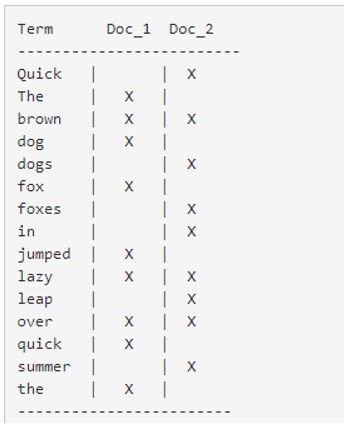 Term      Doc_1  Doc_2
-------------------------
Quick   |       |  X
The     |   X   |
brown   |   X   |  X
dog     |   X   |
dogs    |       |  X
fox     |   X   |
foxes   |       |  X
in      |       |  X
jumped  |   X   |
lazy    |   X   |  X
leap    |       |  X
over    |   X   |  X
quick   |   X   |
summer  |       |  X
the     |   X   |
------------------------